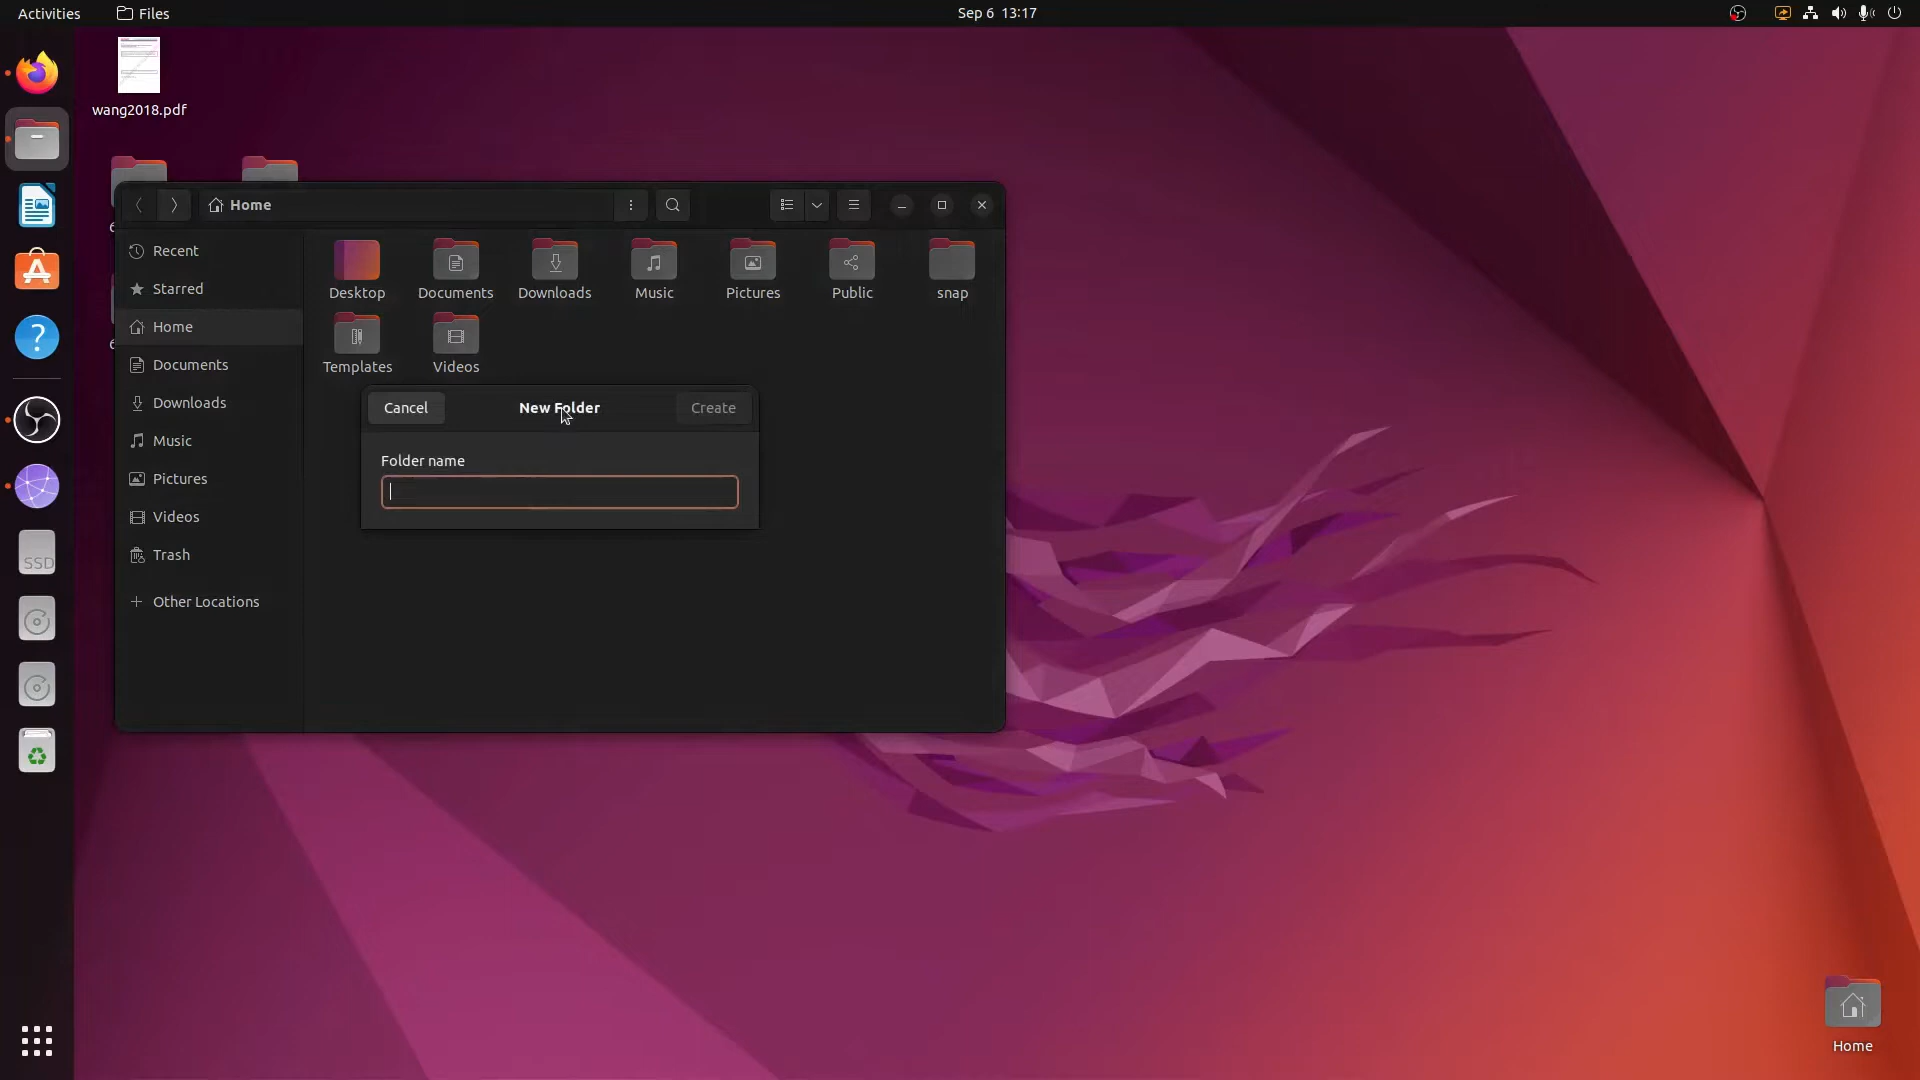 Activities Files Sep 6 13:17
wang2018.pdf
Home
Recent
Starred
Home
Documents
Downloads
Music
Pictures
Videos
Trash
Other Locations
Desktop Documents Downloads Music Pictures Public snap
Templates Videos
Cancel New Folder Create
Folder name
SSD
Home